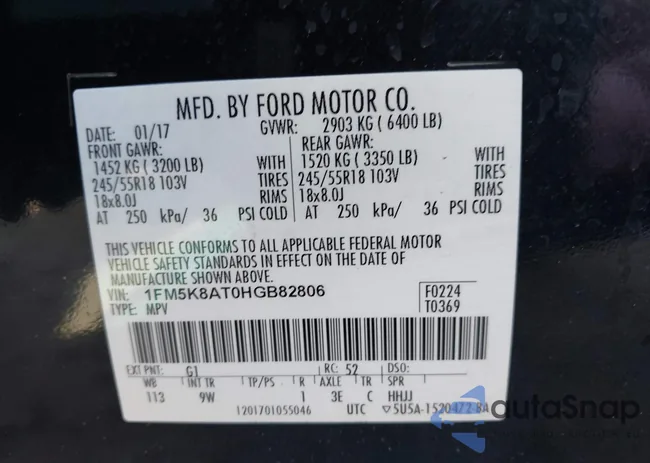 MFD. BY FORD MOTOR CO.
DATE: 01/17 GVWR: 2903 KG ( 6400 LB)
FRONT GAWR: REAR GAWR:
1452 KG ( 3200 LB) WITH 1520 KG ( 3350 LB) WITH
245/55R18 103V TIRES 245/55R18 103V TIRES
18x8.0J RIMS 18x8.0J RIMS
AT 250 kPa/ 36 PSI COLD AT 250 kPa/ 36 PSI COLD
THIS VEHICLE CONFORMS TO ALL APPLICABLE FEDERAL MOTOR
VEHICLE SAFETY STANDARDS IN EFFECT ON THE DATE OF
MANUFACTURE SHOWN ABOVE.
VIN: 1FM5K8AT0HGB82806 F0224
TYPE: MPV T0369
EXT PNT: G1 RC: 52 DSO:
WB INT TR TP/PS R AXLE TR SPR
113 9W 1 3E C HHJJ
1201701055046 UTC ▽5U5A-1520472-BA
autaSnap